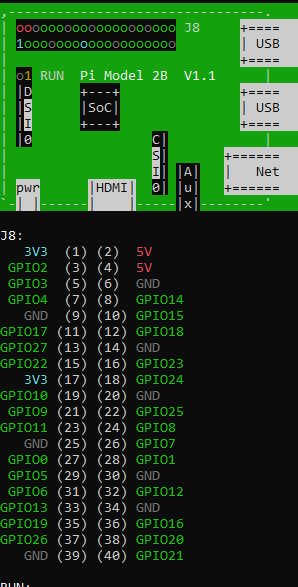 ,--------------------------------.
| oooooooooooooooooooo J8   +====
| 1ooooooooooooooooooo      | USB
|                           +====
| o1 RUN  Pi Model 2B  V1.1    |
| |D      +---+             +====
| |S      |SoC|             | USB
| |I      +---+             +====
| |0               C|          |
|                  S|     +======
|                  I| |A|  |   Net
| pwr     |HDMI|   0| |u|  +======
`-| |-----|    |------|x|--------'
J8:
3V3  (1) (2)  5V
GPIO2  (3) (4)  5V
GPIO3  (5) (6)  GND
GPIO4  (7) (8)  GPIO14
GND  (9) (10) GPIO15
GPIO17 (11) (12) GPIO18
GPIO27 (13) (14) GND
GPIO22 (15) (16) GPIO23
3V3 (17) (18) GPIO24
GPIO10 (19) (20) GND
GPIO9 (21) (22) GPIO25
GPIO11 (23) (24) GPIO8
GND (25) (26) GPIO7
GPIO0 (27) (28) GPIO1
GPIO5 (29) (30) GND
GPIO6 (31) (32) GPIO12
GPIO13 (33) (34) GND
GPIO19 (35) (36) GPIO16
GPIO26 (37) (38) GPIO20
GND (39) (40) GPIO21